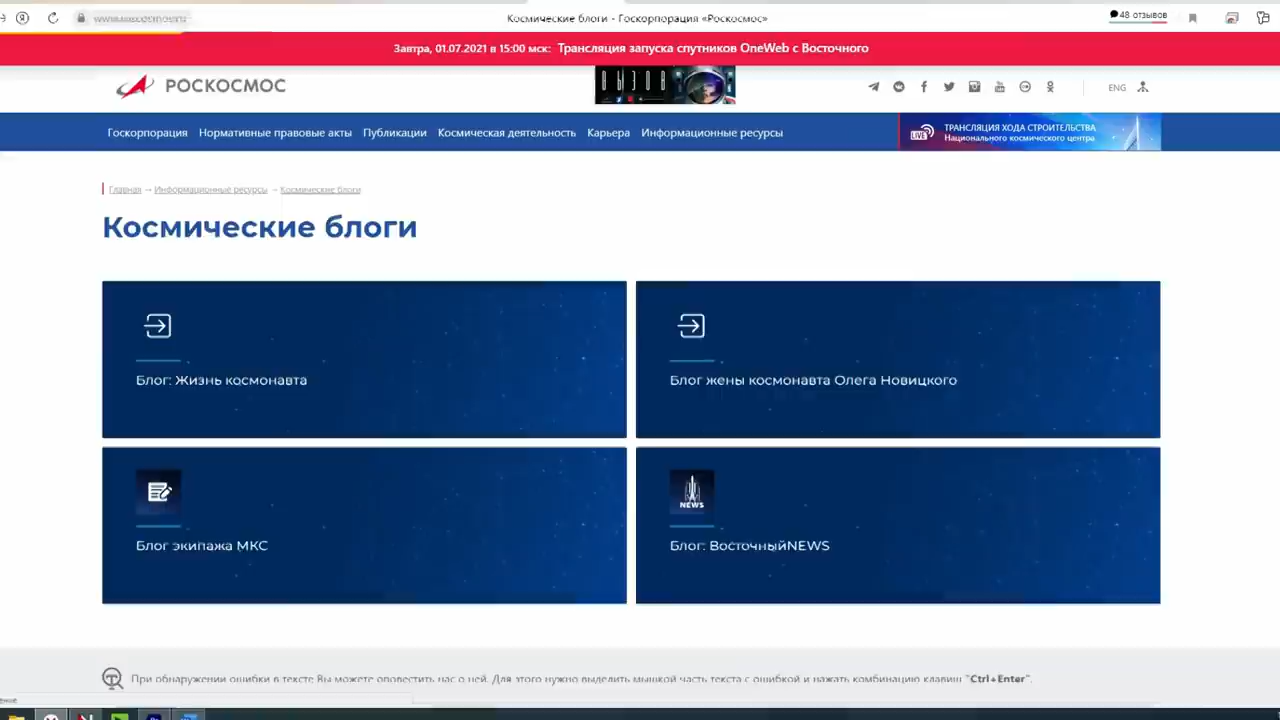 Космические блоги - Госкорпорация «Роскосмос»
48 отзывов
Завтра, 01.07.2021 в 15:00 мск: Трансляция запуска спутников OneWeb с Восточного
РОСКОСМОС
ВЫЗОВ
ENG
Госкорпорация Нормативные правовые акты Публикации Космическая деятельность Карьера Информационные ресурсы
LIVE
ТРАНСЛЯЦИЯ ХОДА СТРОИТЕЛЬСТВА
Национального космического центра
Главная → Информационные ресурсы → Космические блоги
Космические блоги
Блог: Жизнь космонавта
Блог жены космонавта Олега Новицкого
Блог экипажа МКС
NEWS
Блог: ВосточныйNEWS
При обнаружении ошибки в тексте Вы можете оповестить нас о ней. Для этого нужно выделить мышкой часть текста с ошибкой и нажать комбинацию клавиш "Ctrl+Enter".